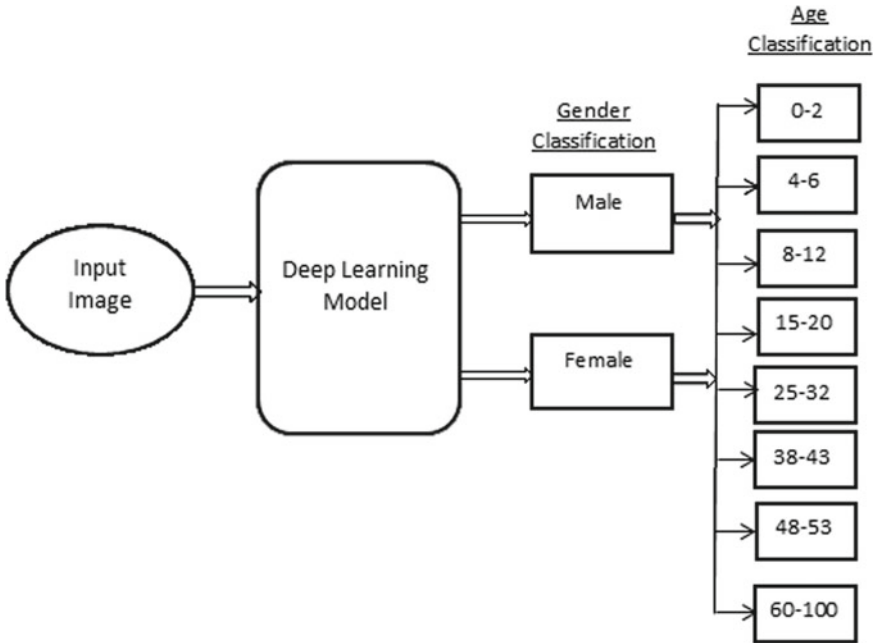 Age
Classification
0-2
Gender
Classification
4-6
Male
8-12
Input
Image
Deep Learning
Model
15-20
Female
25-32
38-43
48-53
60-100